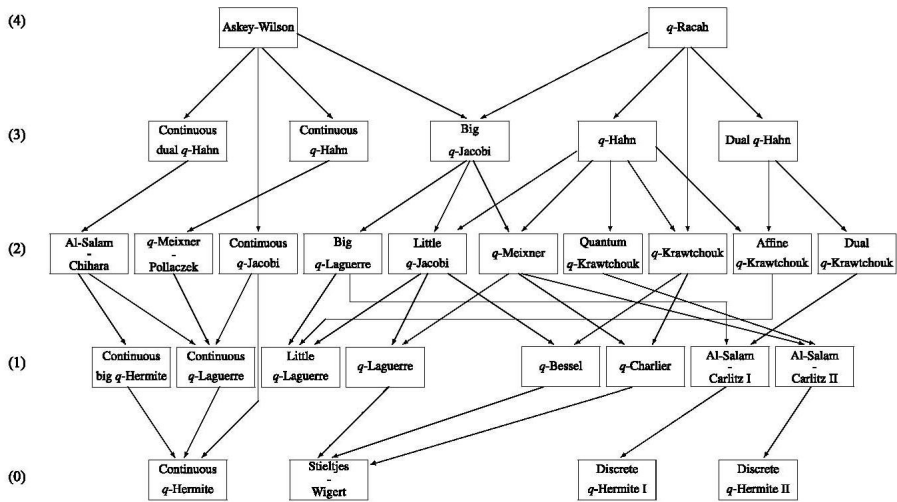 (4)
Askey-Wilson
q-Racah
(3)
Continuous
dual q-Hahn
Continuous
q-Hahn
Big
q-Jacobi
q-Hahn
Dual q-Hahn
(2)
Al-Salam
-
Chihara
q-Meixner
-
Pollaczek
Continuous
q-Jacobi
Big
q-Laguerre
Little
q-Jacobi
q-Meixner
Quantum
q-Krawtchouk
q-Krawtchouk
Affine
q-Krawtchouk
Dual
q-Krawtchouk
(1)
Continuous
big q-Hermite
Continuous
q-Laguerre
Little
q-Laguerre
q-Laguerre
q-Bessel
q-Charlier
Al-Salam
-
Carlitz I
Al-Salam
-
Carlitz II
(0)
Continuous
q-Hermite
Stieltjes
-
Wigert
Discrete
q-Hermite I
Discrete
q-Hermite II